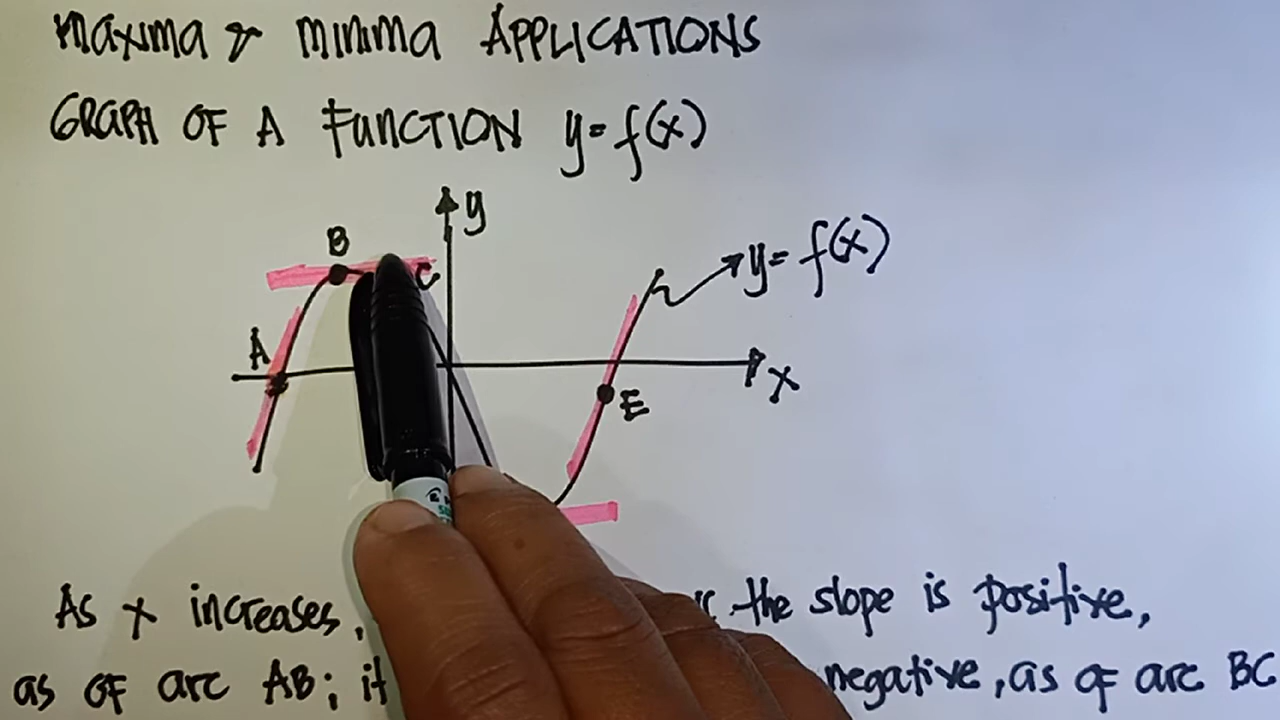 maxima & minima APPLICATIONS
GRAPH OF A FUNCTION y=f(x)
y
B
C
y=f(x)
A
x
E
As x increases, the slope is positive,
as of arc AB; it negative, as of arc BC